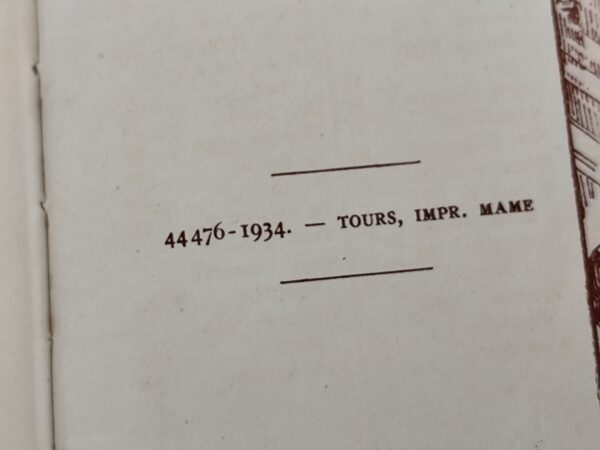 44476-1934. — TOURS, IMPR. MAME